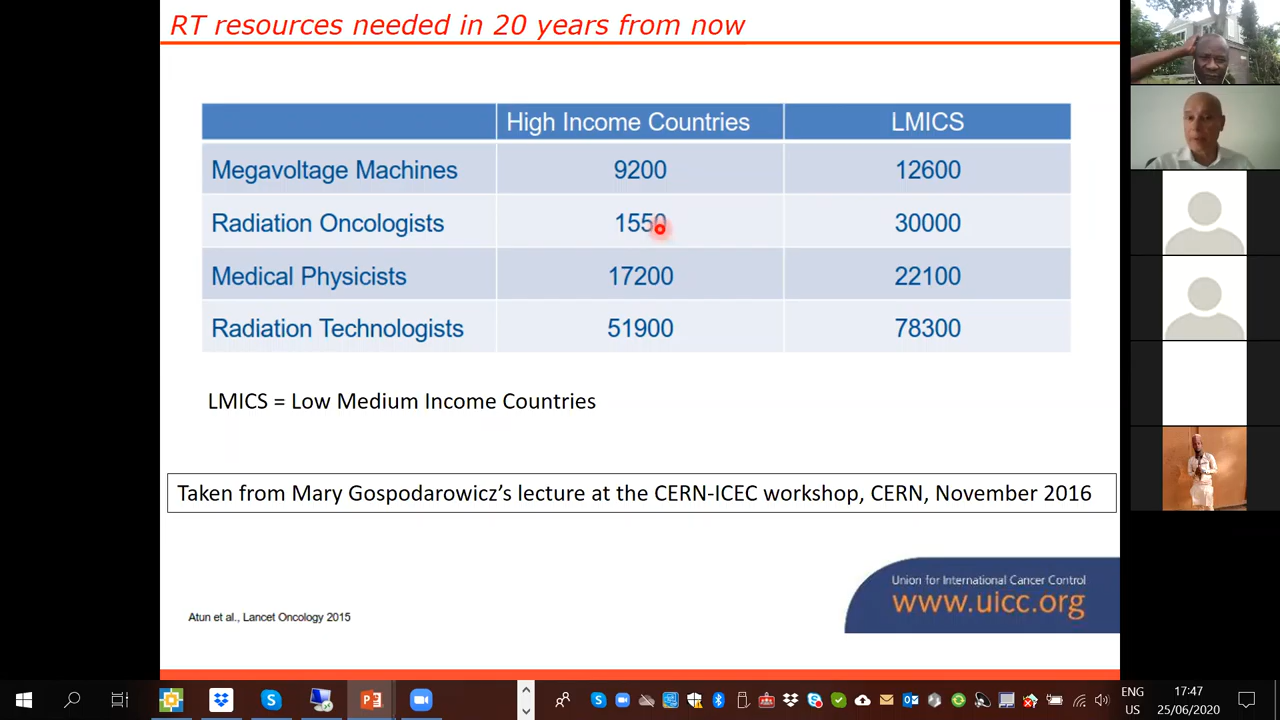 RT resources needed in 20 years from now
High Income Countries LMICS
Megavoltage Machines 9200 12600
Radiation Oncologists 1550 30000
Medical Physicists 17200 22100
Radiation Technologists 51900 78300
LMICS = Low Medium Income Countries
Taken from Mary Gospodarowicz's lecture at the CERN-ICEC workshop, CERN, November 2016
Union for International Cancer Control
www.uicc.org
Atun et al., Lancet Oncology 2015
ENG 17:47
US 25/06/2020